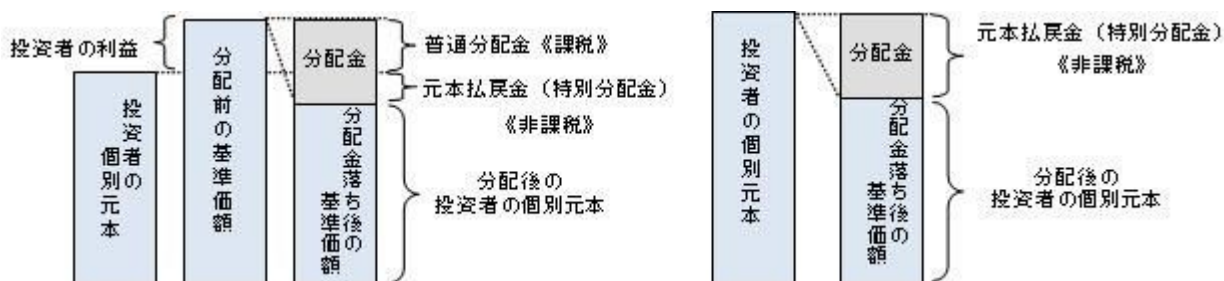 投資者の利益
投資者の
個別元本
分配前の基準価額
分配金
分配金落ち後の
基準価額
普通分配金《課税》
元本払戻金（特別分配金）
《非課税》
分配後の
投資者の個別元本
投資者の個別元本
分配金
分配金落ち後の
基準価額
元本払戻金（特別分配金）
《非課税》
分配後の
投資者の個別元本